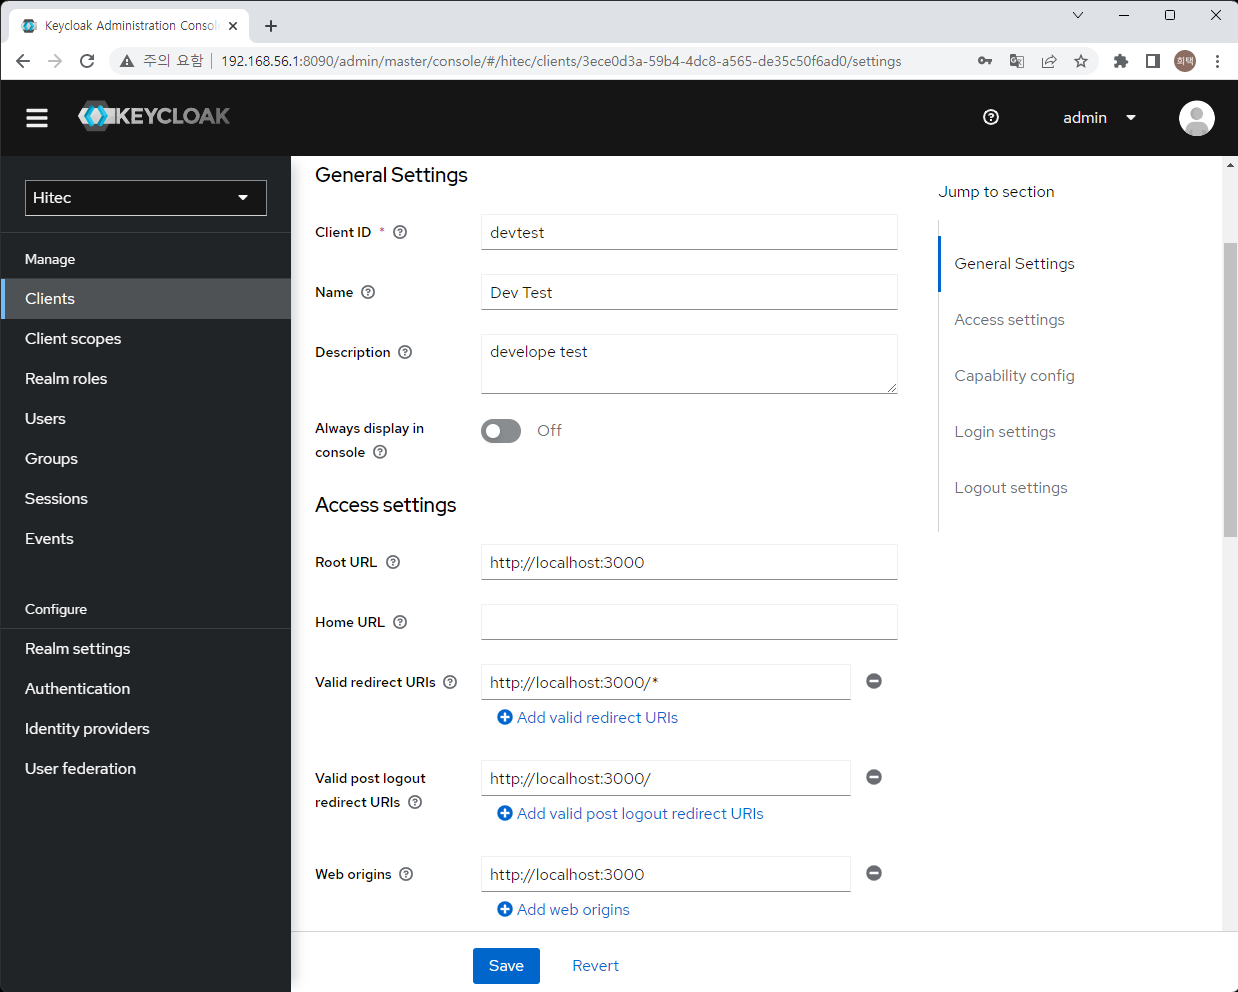 Keycloak Administration Consol
주의 요함
192.168.56.1:8090/admin/master/console/#/hitec/clients/3ece0d3a-59b4-4dc8-a565-de35c50f6ad0/settings
희택
KEYCLOAK
admin
Hitec
Manage
Clients
Client scopes
Realm roles
Users
Groups
Sessions
Events
Configure
Realm settings
Authentication
Identity providers
User federation
General Settings
Client ID *
devtest
Name
Dev Test
Description
develope test
Always display in
console
Off
Access settings
Root URL
http://localhost:3000
Home URL
Valid redirect URIs
http://localhost:3000/*
Add valid redirect URIs
Valid post logout
redirect URIs
http://localhost:3000/
Add valid post logout redirect URIs
Web origins
http://localhost:3000
Add web origins
Save
Revert
Jump to section
General Settings
Access settings
Capability config
Login settings
Logout settings